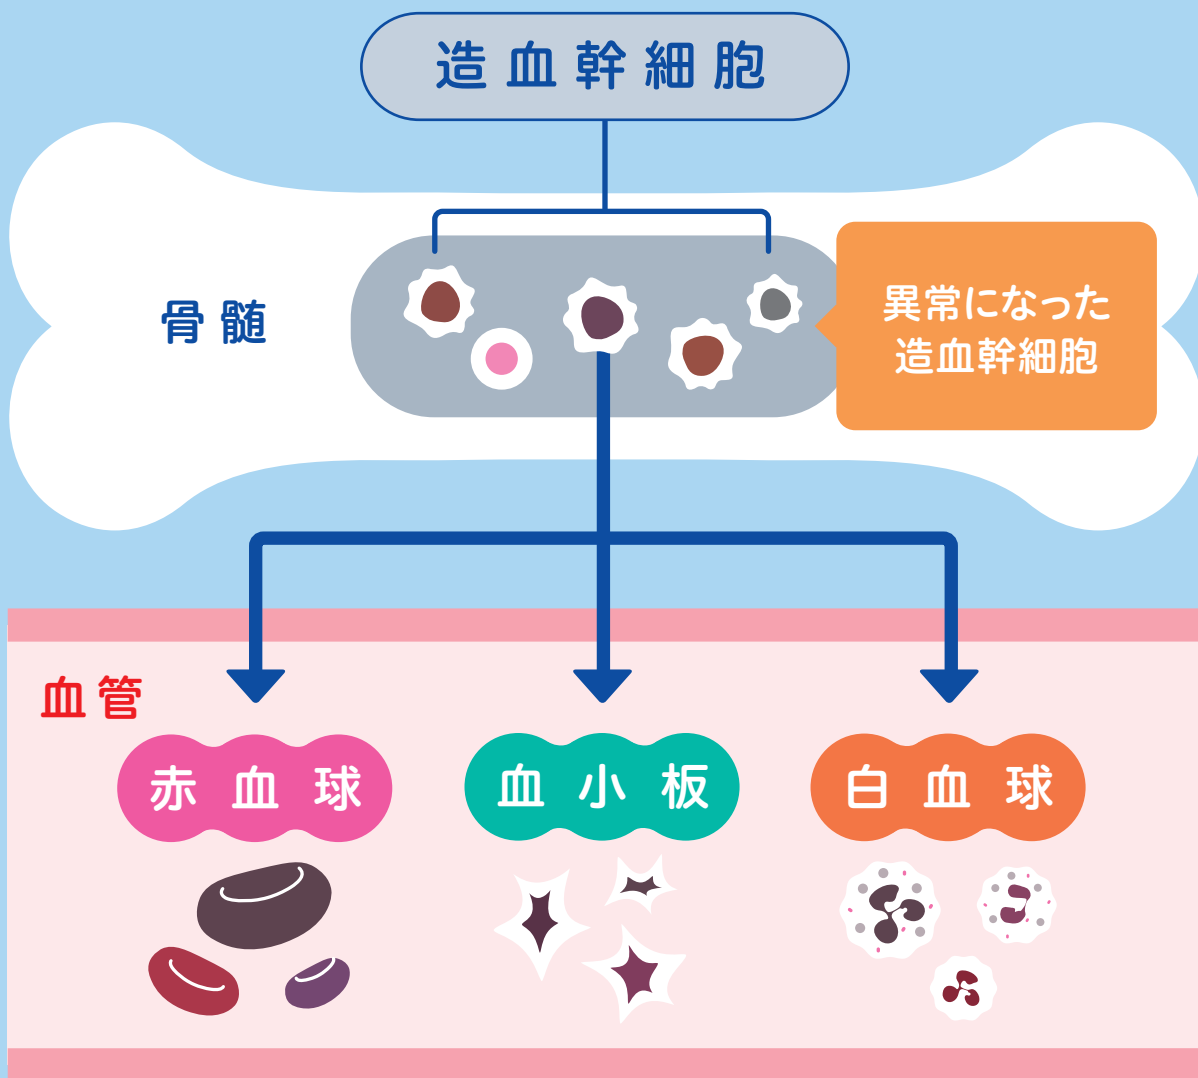 造血幹細胞
骨髄
異常になった
造血幹細胞
血管
赤血球
血小板
白血球